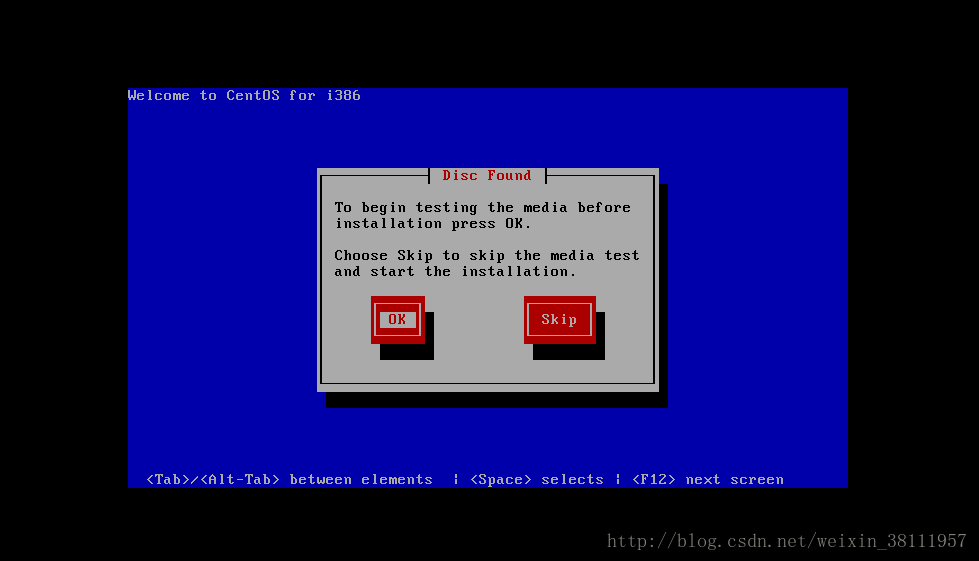 Welcome to CentOS for i386
Disc Found
To begin testing the media before
installation press OK.
Choose Skip to skip the media test
and start the installation.
OK
Skip
<Tab>/<Alt-Tab> between elements | <Space> selects | <F12> next screen
http://blog.csdn.net/weixin_38111957